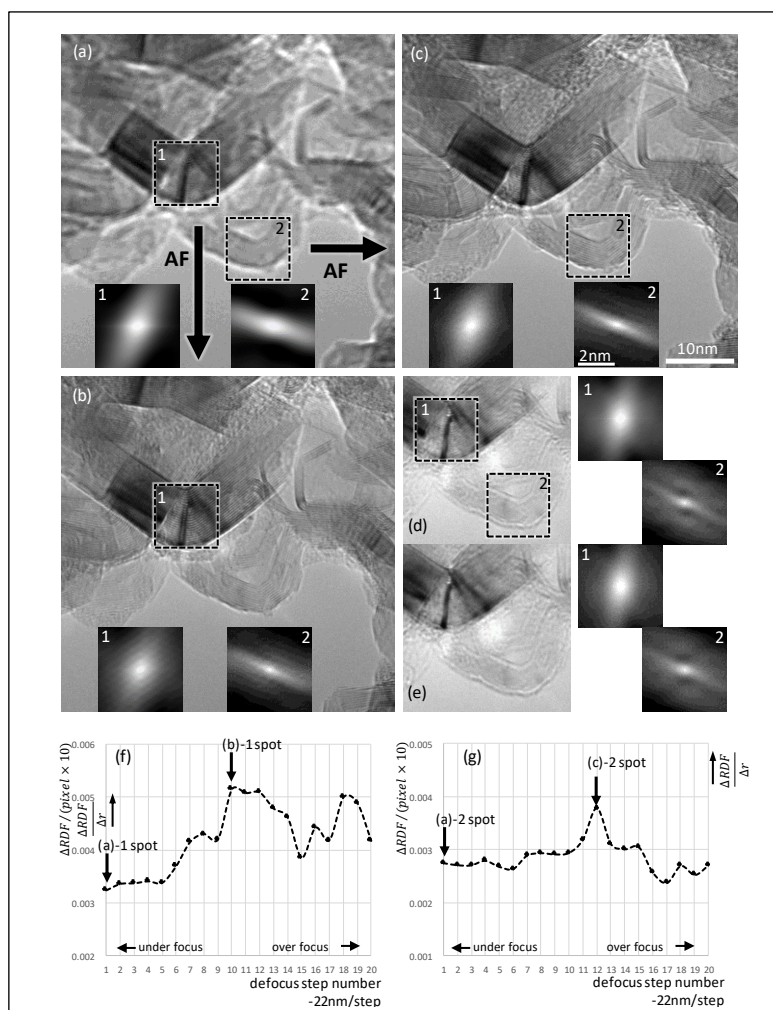 (a)
1
2
AF
AF
1
2
(c)
2
1
2
2nm
10nm
(b)
1
1
2
1
2
(d)
1
2
(e)
1
2
(f)
(b)-1 spot
(a)-1 spot
ΔRDF/(pixel × 10)
ΔRDF
Δr
0.006
0.005
0.004
0.003
0.002
under focus
over focus
1 2 3 4 5 6 7 8 9 10 11 12 13 14 15 16 17 18 19 20
defocus step number
-22nm/step
(g)
(c)-2 spot
(a)-2 spot
ΔRDF
Δr
ΔRDF/(pixel × 10)
0.005
0.004
0.003
0.002
0.001
under focus
over focus
1 2 3 4 5 6 7 8 9 10 11 12 13 14 15 16 17 18 19 20
defocus step number
-22nm/step